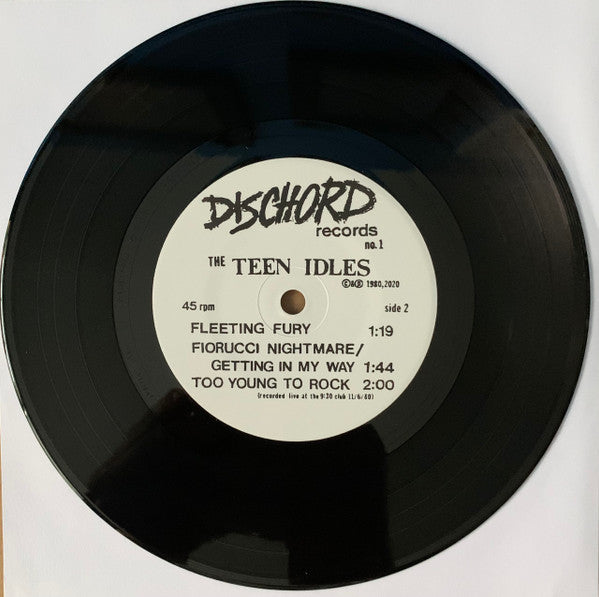 DISCHORD
records
no.1
THE TEEN IDLES
©&℗ 1980,2020
45 rpm side 2
FLEETING FURY 1:19
FIORUCCI NIGHTMARE/
GETTING IN MY WAY 1:44
TOO YOUNG TO ROCK 2:00
(recorded live at the 9:30 club 11/6/80)